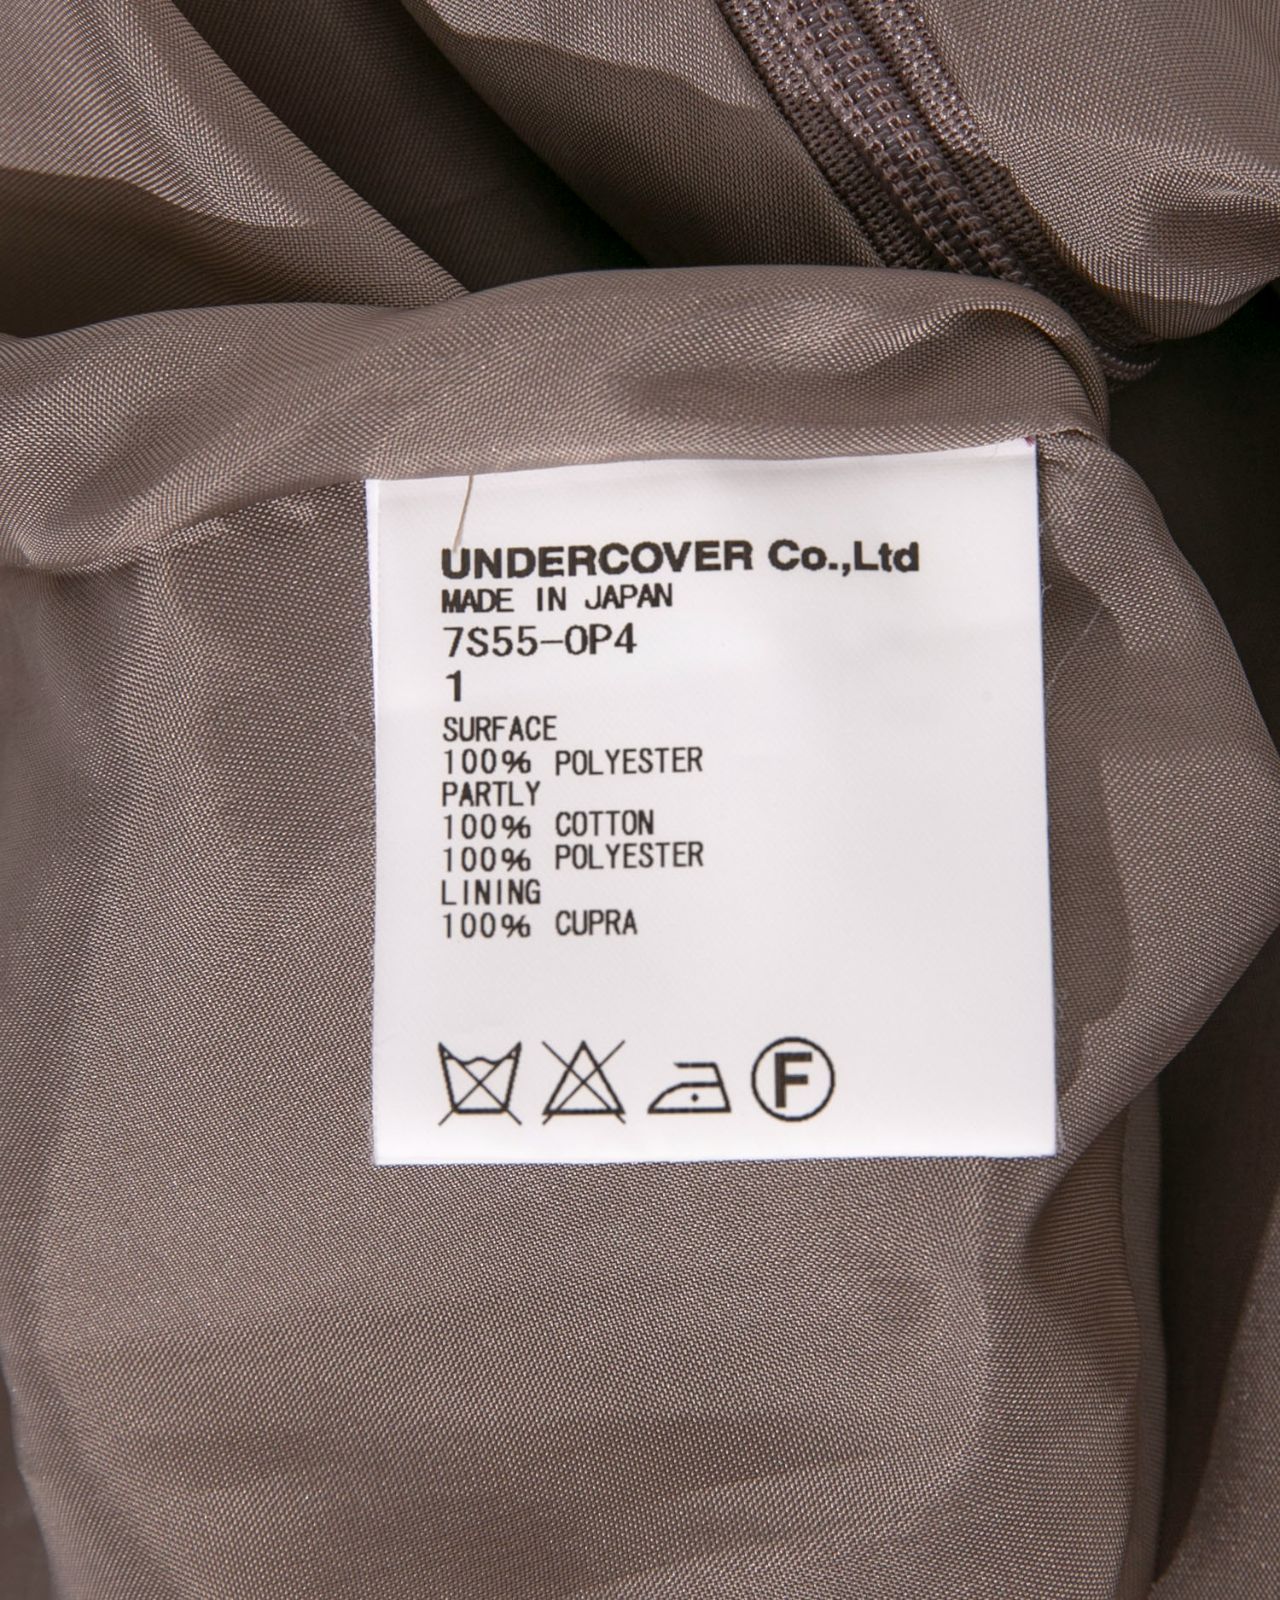 UNDERCOVER Co.,Ltd
MADE IN JAPAN
7S55-OP4
1
SURFACE
100% POLYESTER
PARTLY
100% COTTON
100% POLYESTER
LINING
100% CUPRA
F